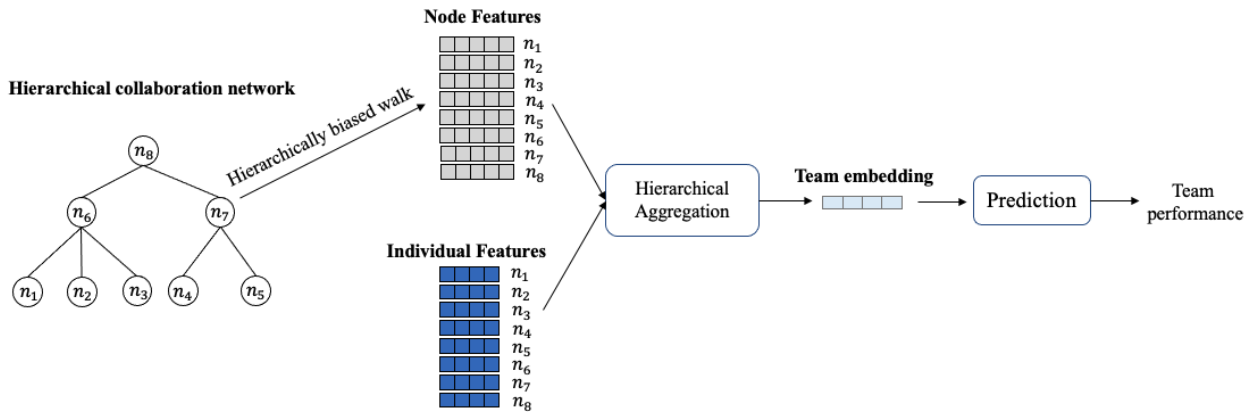 Hierarchical collaboration network
n₈
n₆
n₇
n₁
n₂
n₃
n₄
n₅
Hierarchically biased walk
Node Features
n₁
n₂
n₃
n₄
n₅
n₆
n₇
n₈
Individual Features
n₁
n₂
n₃
n₄
n₅
n₆
n₇
n₈
Hierarchical
Aggregation
Team embedding
Prediction
Team
performance